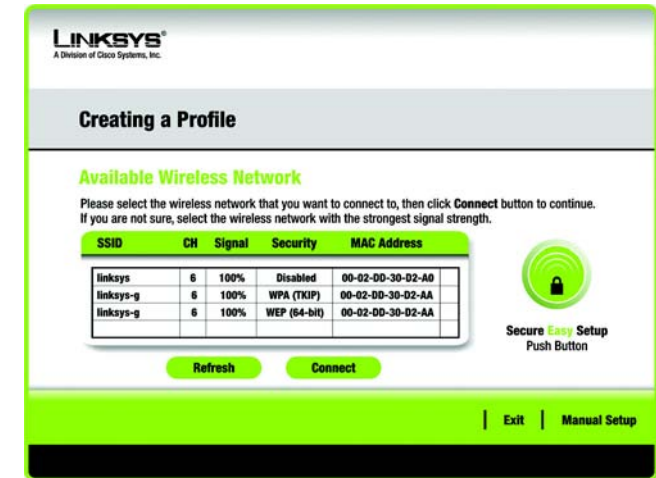 LINKSYS®
A Division of Cisco Systems, Inc.
Creating a Profile
Available Wireless Network
Please select the wireless network that you want to connect to, then click Connect button to continue.
If you are not sure, select the wireless network with the strongest signal strength.
SSID CH Signal Security MAC Address
linksys 6 100% Disabled 00-02-DD-30-D2-A0
linksys-g 6 100% WPA (TKIP) 00-02-DD-30-D2-AA
linksys-g 6 100% WEP (64-bit) 00-02-DD-30-D2-AA
Secure Easy Setup
Push Button
Refresh Connect
Exit Manual Setup